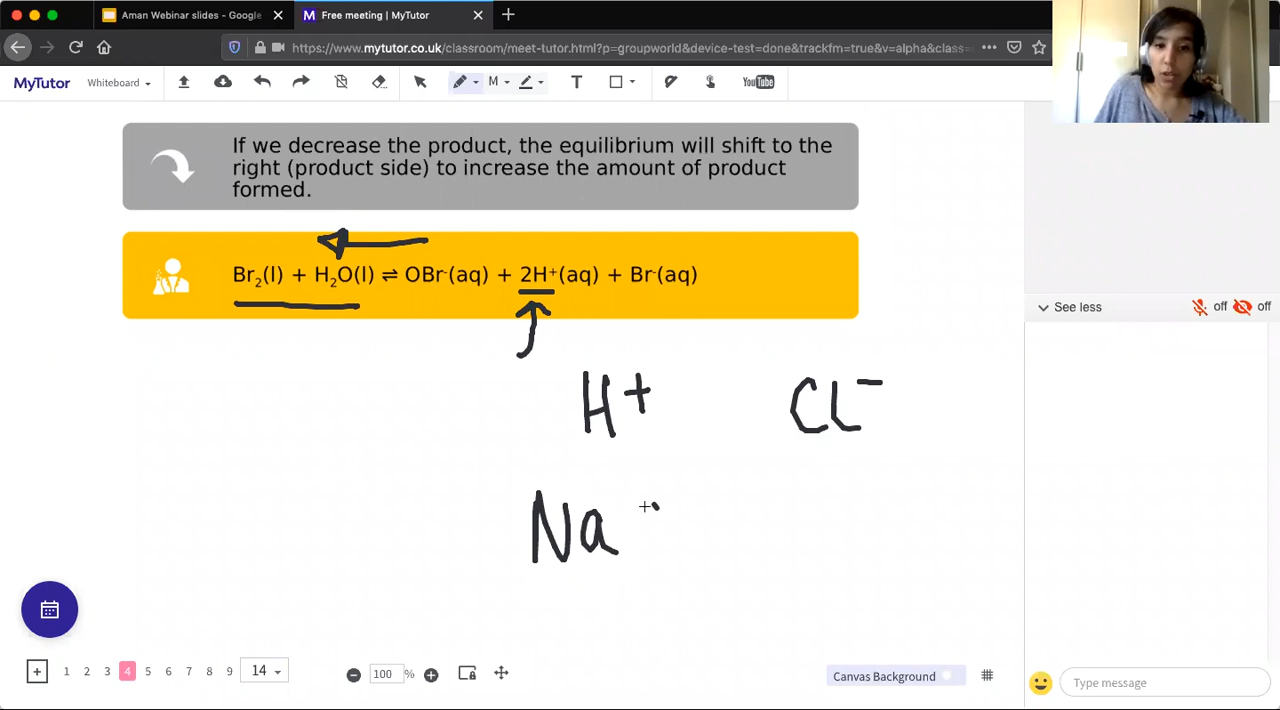 Aman Webinar slides - Google
Free meeting | MyTutor
https://www.mytutor.co.uk/classroom/meet-tutor.html?p=groupworld&device-test=done&trackfm=true&v=alpha&class=
MyTutor
Whiteboard
M
T
YouTube
If we decrease the product, the equilibrium will shift to the
right (product side) to increase the amount of product
formed.
Br₂(l) + H₂O(l) ⇌ OBr⁻(aq) + 2H⁺(aq) + Br⁻(aq)
See less
off
off
H⁺
Cl⁻
Na
1 2 3 4 5 6 7 8 9 14
100 %
Canvas Background
Type message